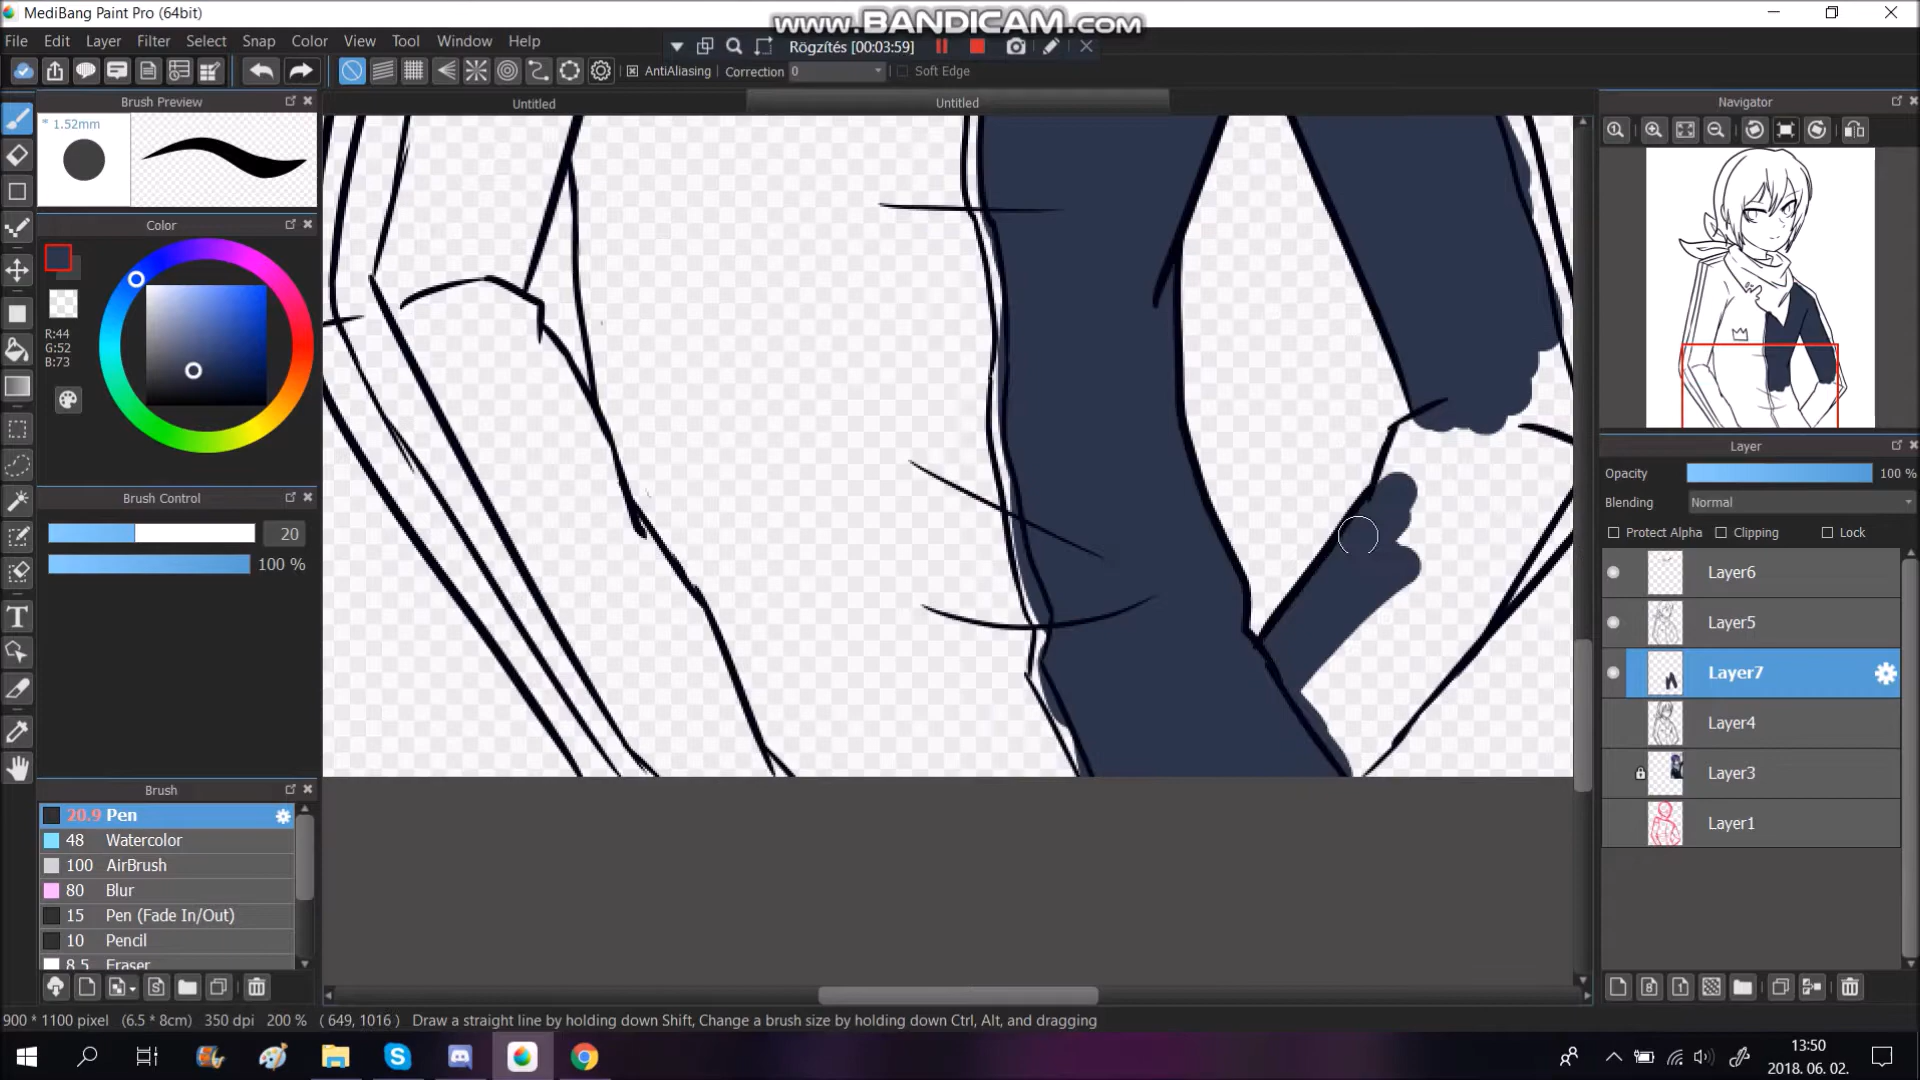 MediBang Paint Pro (64bit)
www.BANDICAM.com
File Edit Layer Filter Select Snap Color View Tool Window Help
Rögzítés [00:03:59]
AntiAliasing Correction 0 Soft Edge
Brush Preview
Untitled
Untitled
Navigator
* 1.52mm
Color
R:44
G:52
B:73
Layer
Opacity 100 %
Blending Normal
Brush Control
Protect Alpha Clipping Lock
20
100 %
Layer6
Layer5
Layer7
Layer4
Layer3
Layer1
Brush
20.9 Pen
48 Watercolor
100 AirBrush
80 Blur
15 Pen (Fade In/Out)
10 Pencil
8.5 Eraser
900 * 1100 pixel (6.5 * 8cm) 350 dpi 200 % ( 649, 1016 ) Draw a straight line by holding down Shift, Change a brush size by holding down Ctrl, Alt, and dragging
13:50
2018. 06. 02.